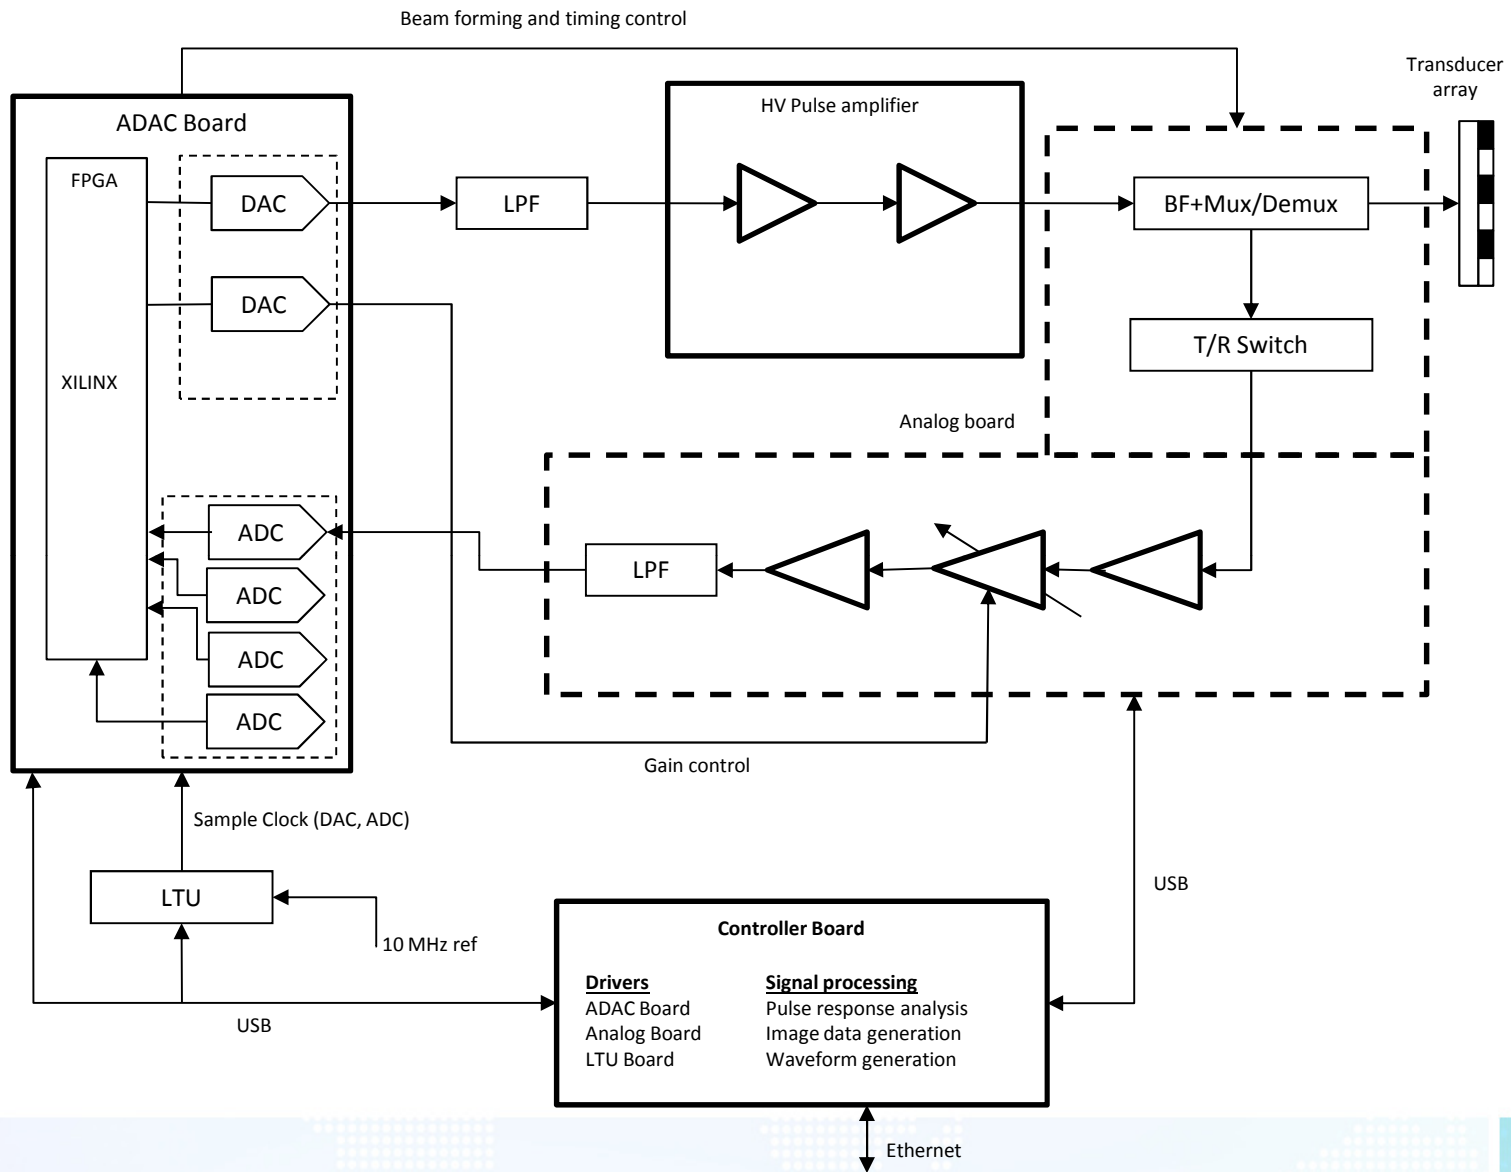 Beam forming and timing control
Transducer
array
HV Pulse amplifier
ADAC Board
FPGA
DAC
LPF
BF+Mux/Demux
DAC
T/R Switch
XILINX
Analog board
ADC
LPF
ADC
ADC
ADC
Gain control
Sample Clock (DAC, ADC)
LTU
USB
10 MHz ref
Controller Board
Drivers
Signal processing
ADAC Board
Pulse response analysis
Analog Board
Image data generation
LTU Board
Waveform generation
USB
Ethernet